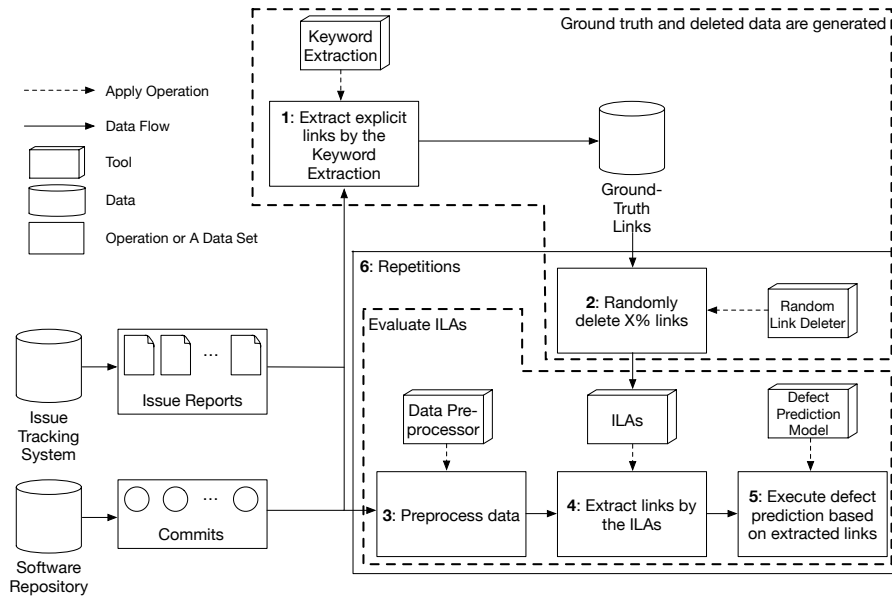 Ground truth and deleted data are generated
Keyword
Extraction
Apply Operation
Data Flow
Tool
Data
Operation or A Data Set
1: Extract explicit
links by the
Keyword
Extraction
Ground-
Truth
Links
6: Repetitions
2: Randomly
delete X% links
Random
Link Deleter
Evaluate ILAs
...
Issue Reports
Issue
Tracking
System
Data Pre-
processor
ILAs
Defect
Prediction
Model
...
Commits
Software
Repository
3: Preprocess data
4: Extract links by
the ILAs
5: Execute defect
prediction based
on extracted links